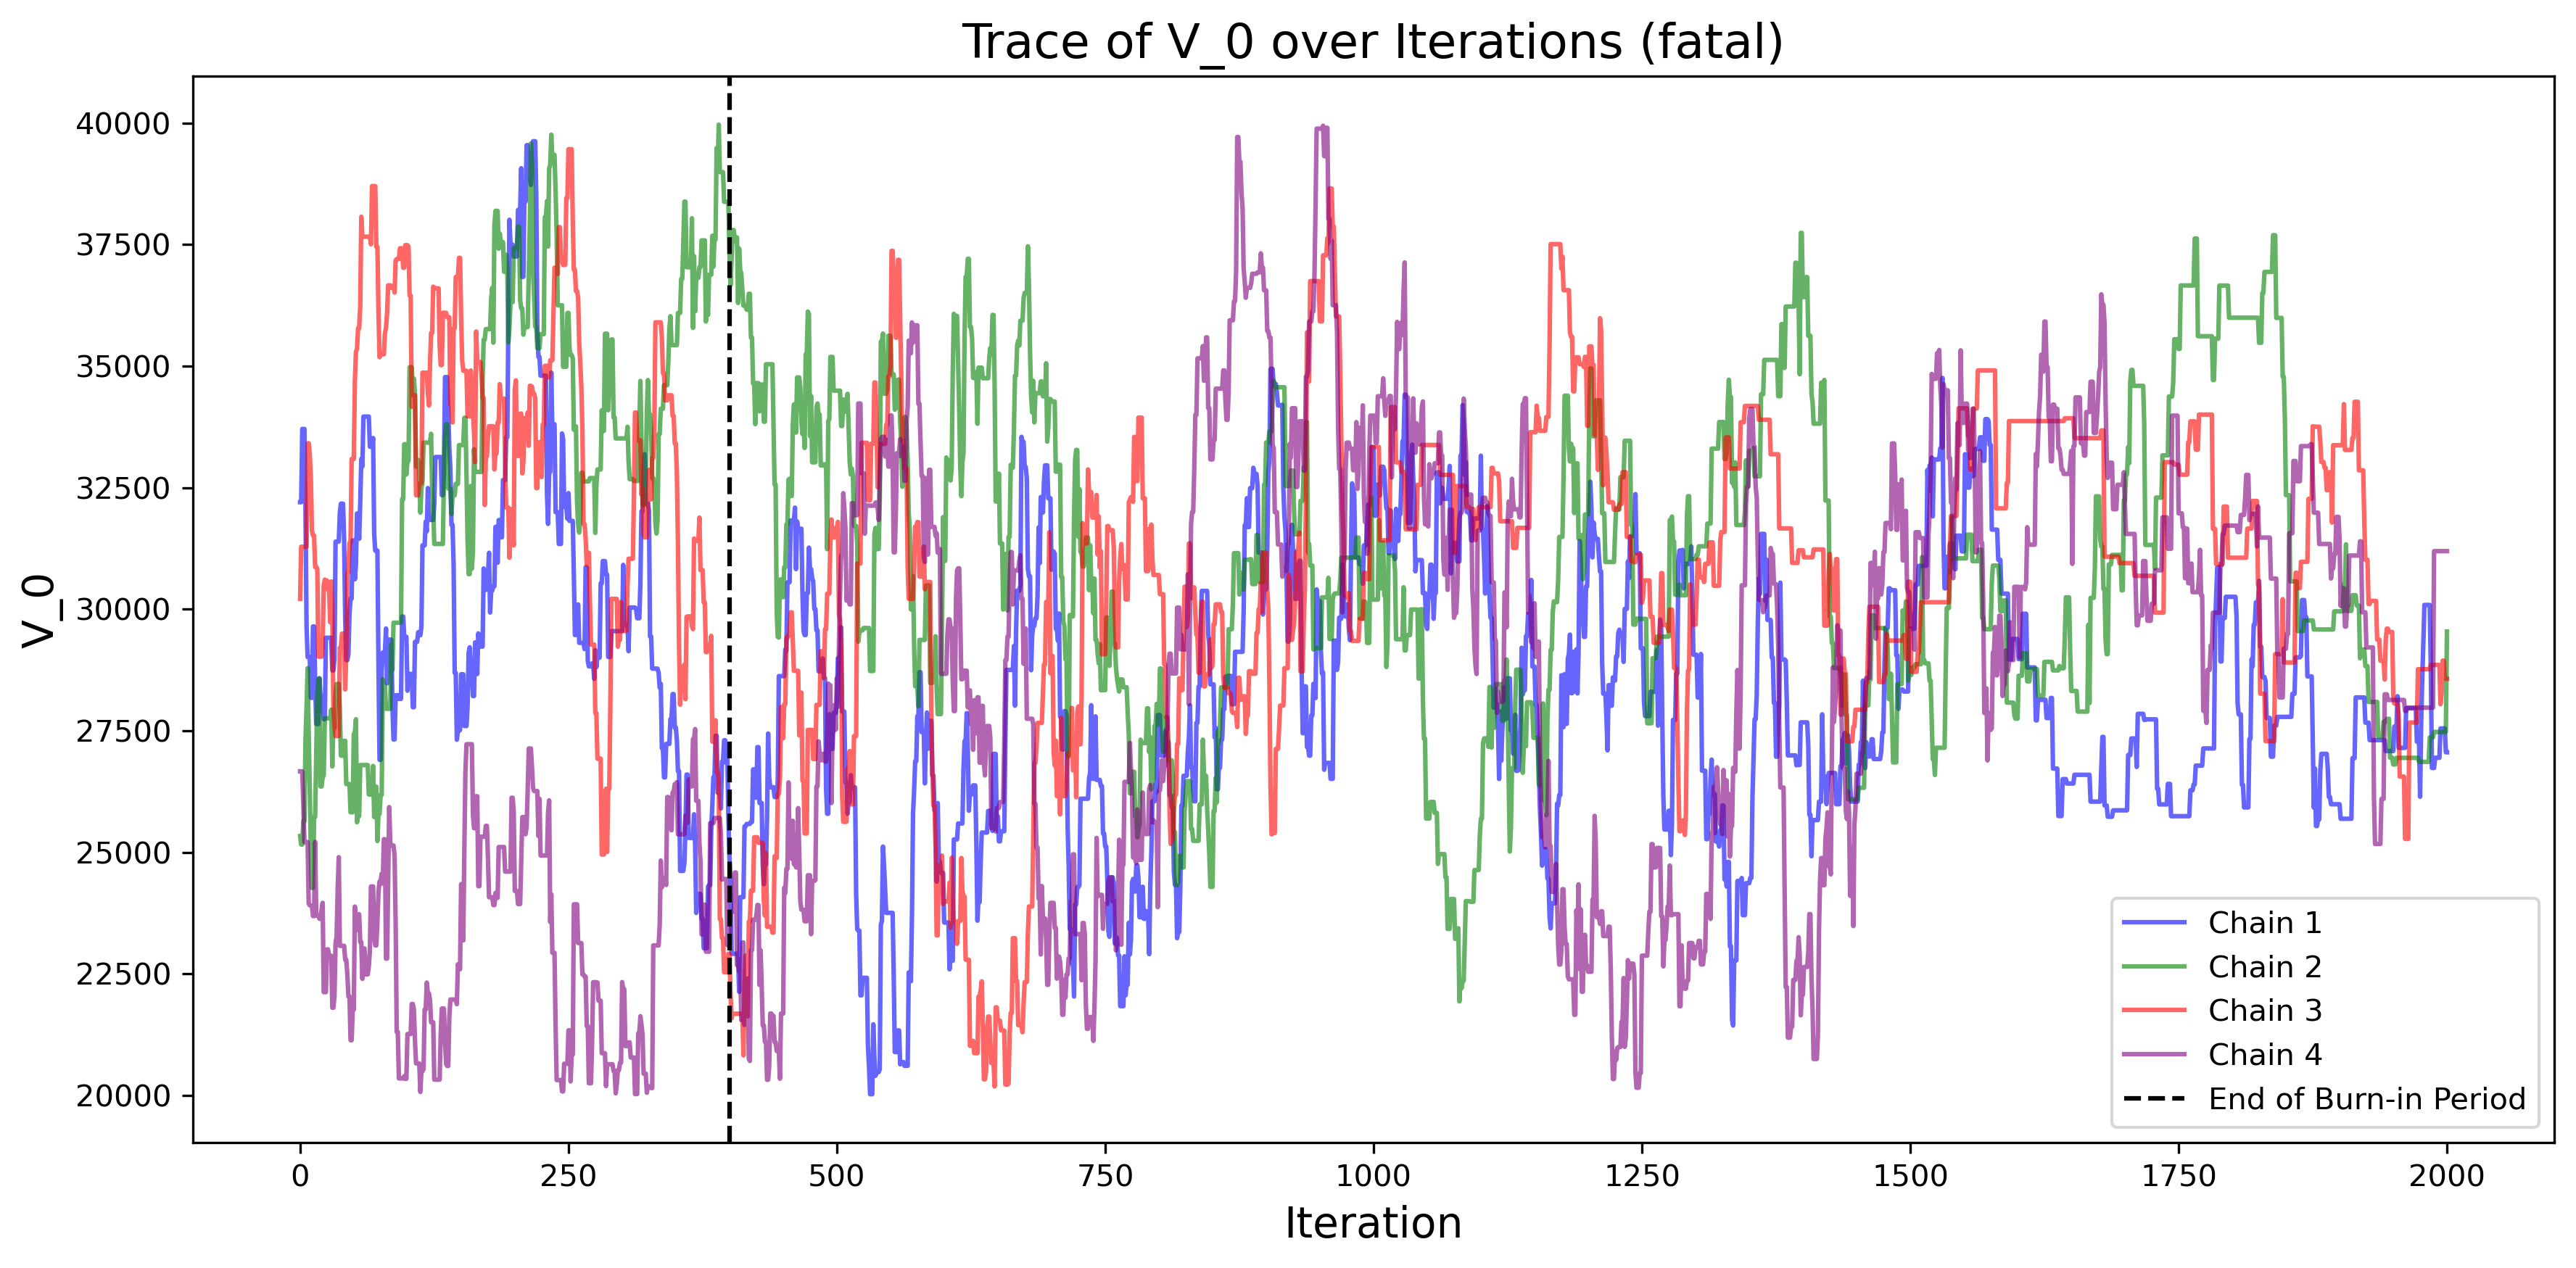 Trace of V_0 over Iterations (fatal)
V_0
40000
37500
35000
32500
30000
27500
25000
22500
20000
0
250
500
750
1000
1250
1500
1750
2000
Iteration
Chain 1
Chain 2
Chain 3
Chain 4
End of Burn-in Period